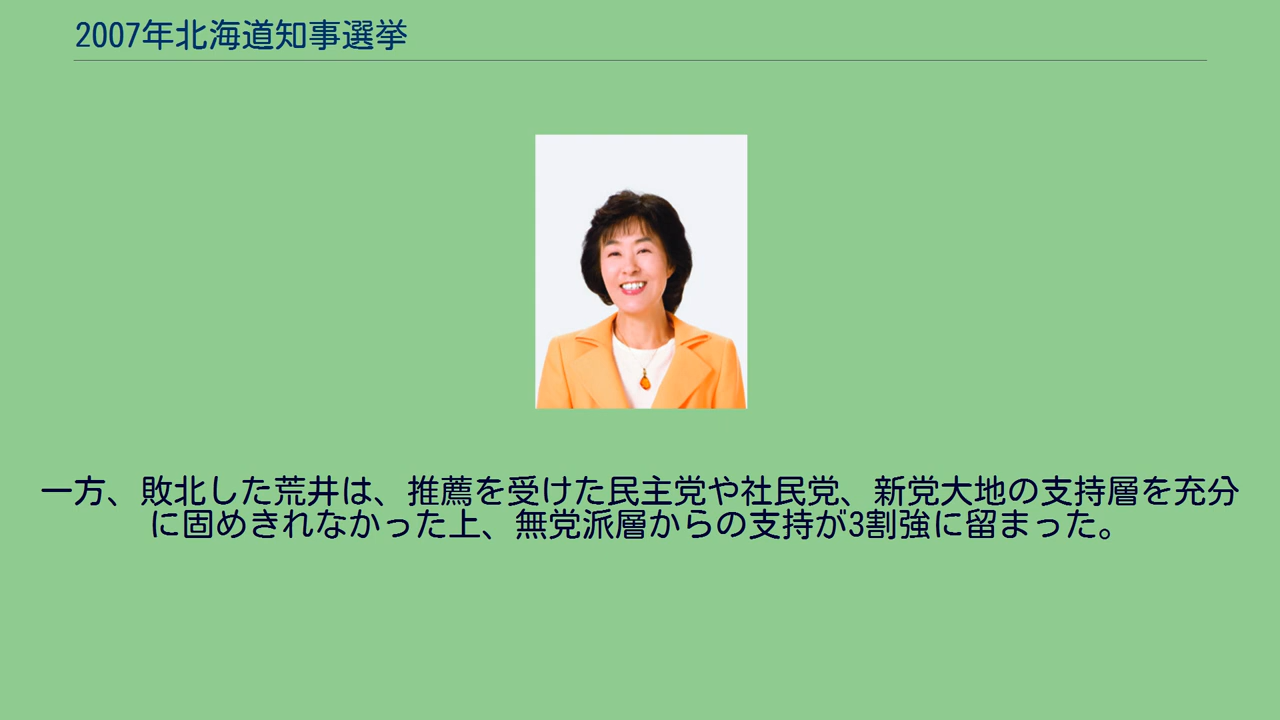 2007年北海道知事選挙
一方、敗北した荒井は、推薦を受けた民主党や社民党、新党大地の支持層を充分
に固めきれなかった上、無党派層からの支持が3割強に留まった。